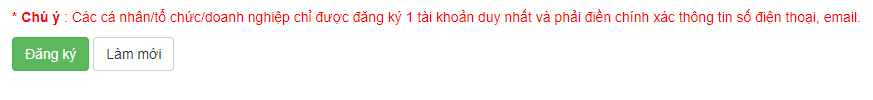 * Chú ý : Các cá nhân/tổ chức/doanh nghiệp chỉ được đăng ký 1 tài khoản duy nhất và phải điền chính xác thông tin số điện thoại, email.
Đăng ký Làm mới